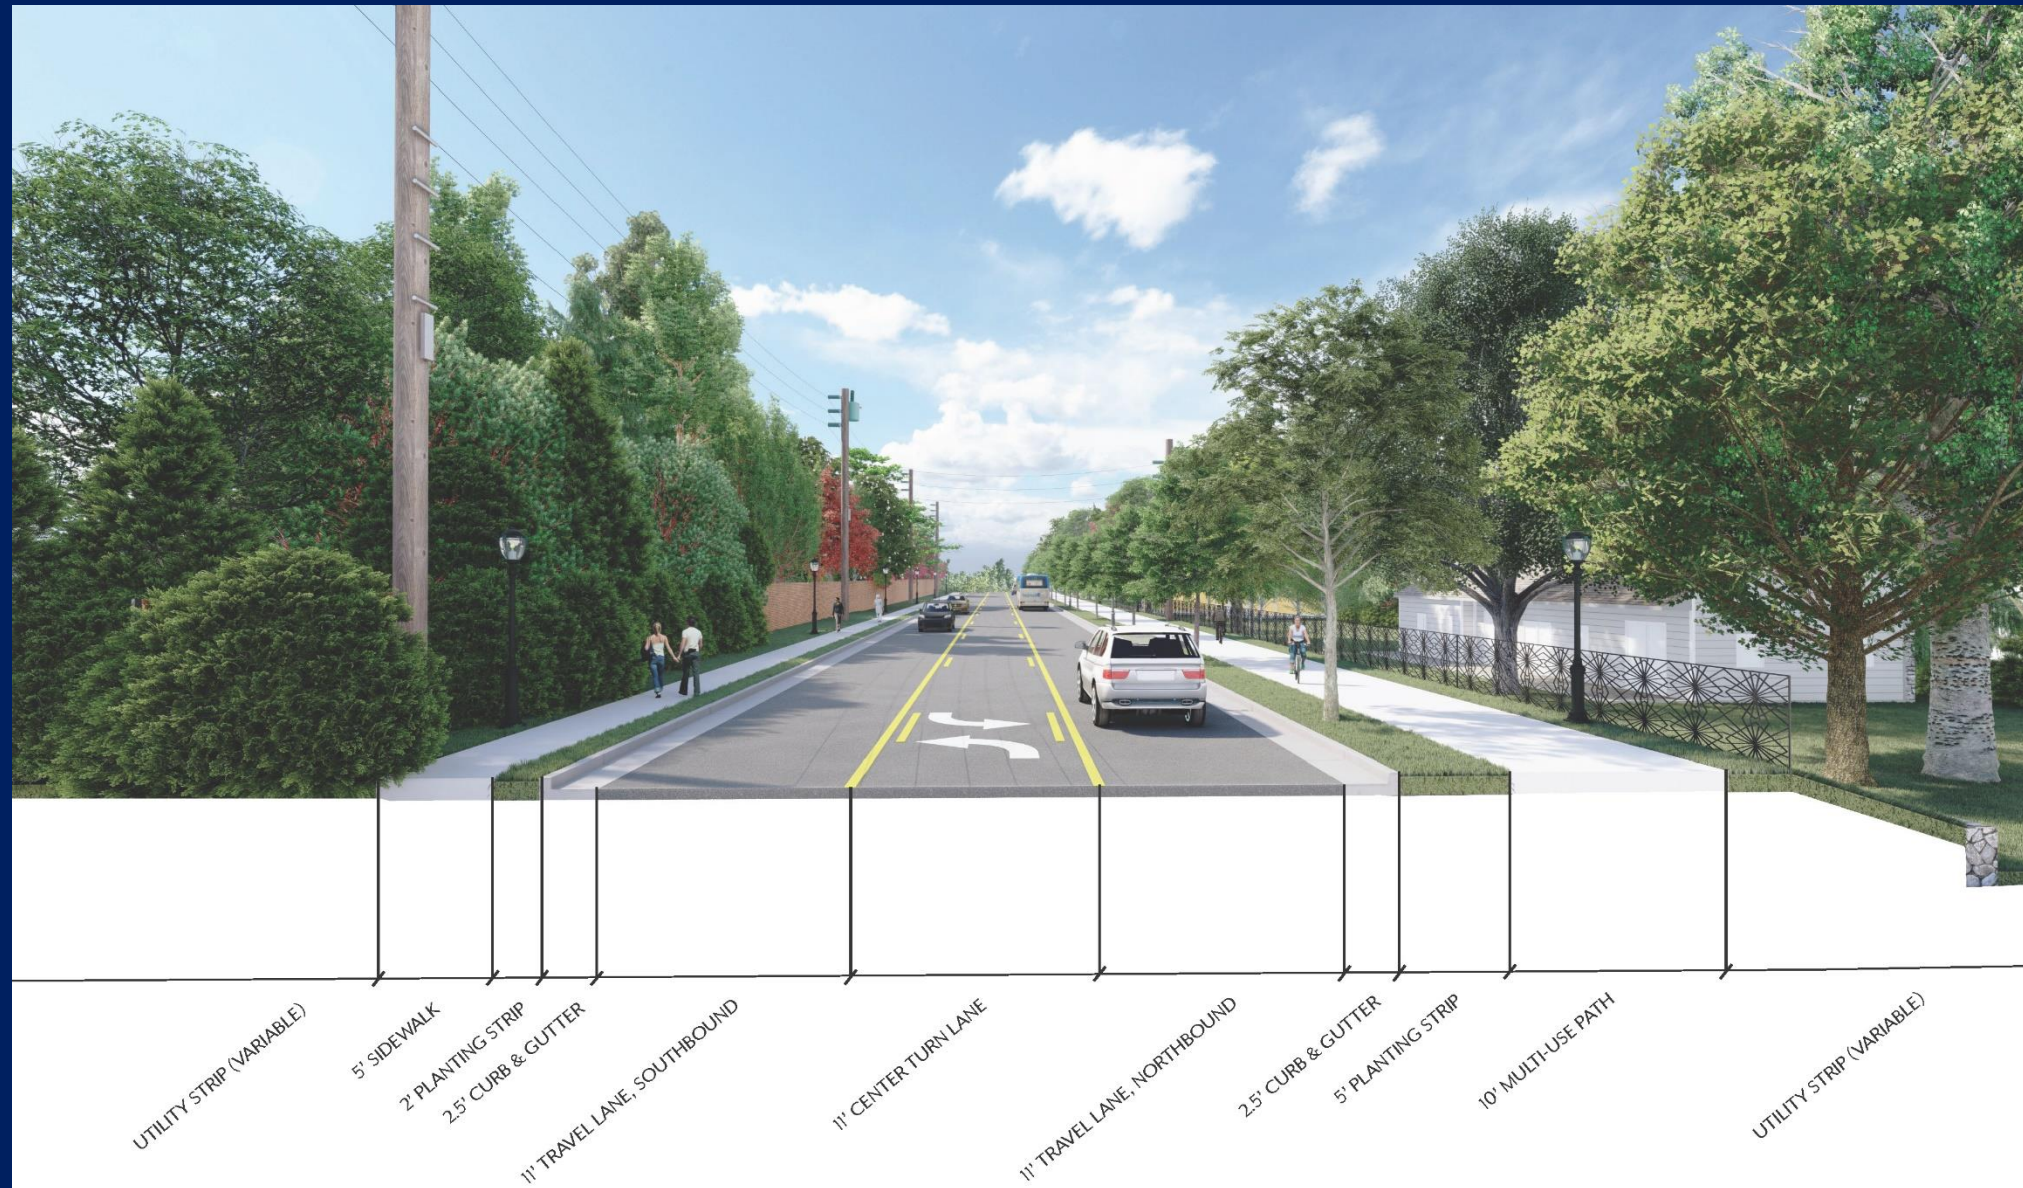 UTILITY STRIP (VARIABLE)
5' SIDEWALK
2' PLANTING STRIP
2.5' CURB & GUTTER
11' TRAVEL LANE, SOUTHBOUND
11' CENTER TURN LANE
11' TRAVEL LANE, NORTHBOUND
2.5' CURB & GUTTER
5' PLANTING STRIP
10' MULTI-USE PATH
UTILITY STRIP (VARIABLE)